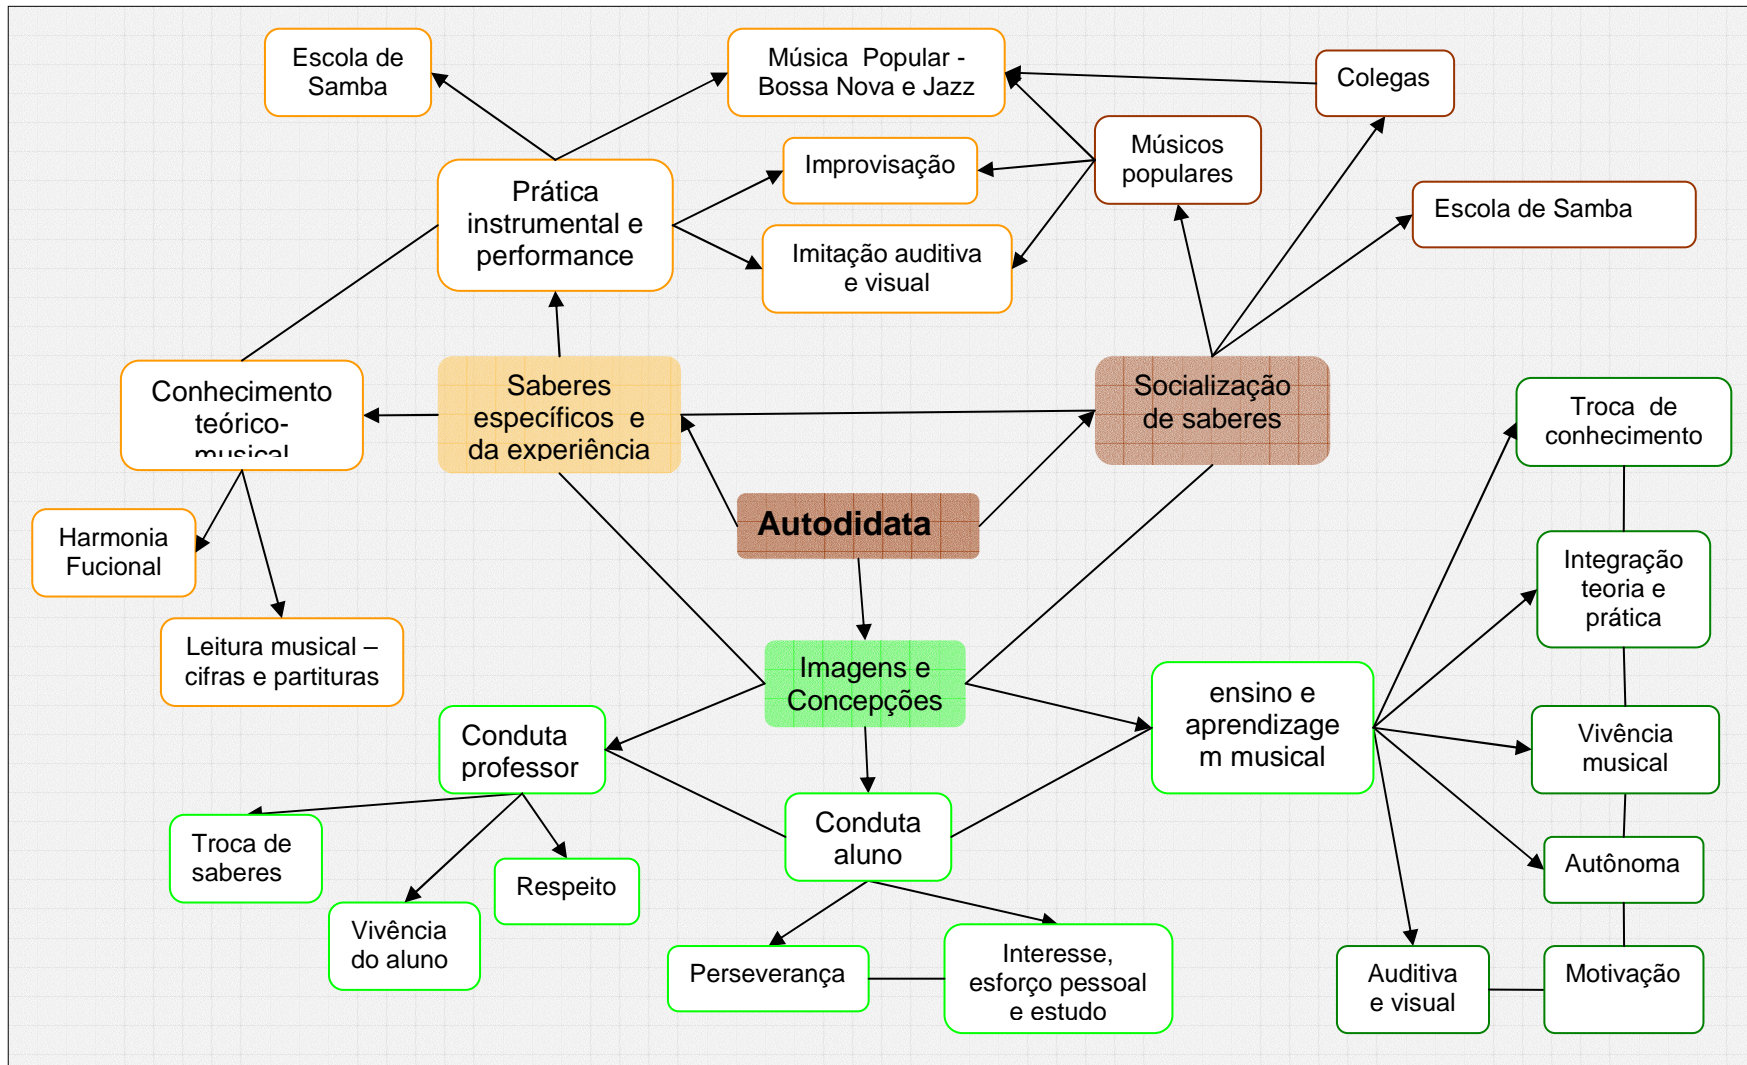 Escola de
Samba
Música Popular -
Bossa Nova e Jazz
Colegas
Improvisação
Músicos
populares
Prática
instrumental e
performance
Escola de Samba
Imitação auditiva
e visual
Conhecimento
teórico-
musical
Saberes
específicos e
da experiência
Socialização
de saberes
Troca de
conhecimento
Autodidata
Harmonia
Fucional
Integração
teoria e
prática
Leitura musical –
cifras e partituras
Imagens e
Concepções
ensino e
aprendizage
m musical
Vivência
musical
Conduta
professor
Conduta
aluno
Troca de
saberes
Respeito
Autônoma
Vivência
do aluno
Perseverança
Interesse,
esforço pessoal
e estudo
Auditiva
e visual
Motivação